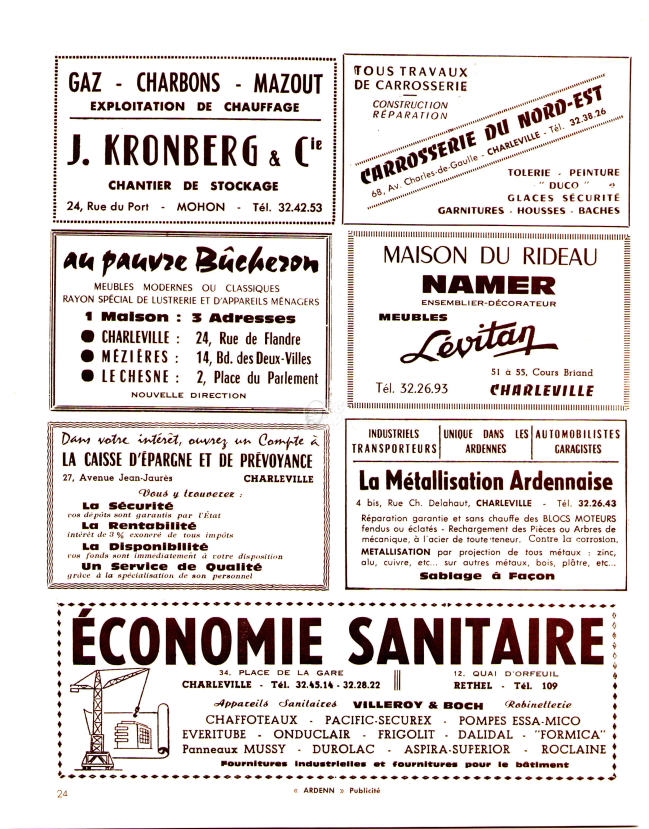 GAZ - CHARBONS - MAZOUT
EXPLOITATION DE CHAUFFAGE
J. KRONBERG & Cie
CHANTIER DE STOCKAGE
24, Rue du Port - MOHON - Tél. 32.42.53
TOUS TRAVAUX
DE CARROSSERIE
CONSTRUCTION
RÉPARATION
CARROSSERIE DU NORD-EST
68, Av. Charles-de-Gaulle - CHARLEVILLE - Tél. 32.38.26
TOLERIE - PEINTURE
"DUCO"
GLACES SÉCURITÉ
GARNITURES - HOUSSES - BACHES
au pauvre Bûcheron
MEUBLES MODERNES OU CLASSIQUES
RAYON SPÉCIAL DE LUSTRERIE ET D'APPAREILS MÉNAGERS
1 Maison : 3 Adresses
● CHARLEVILLE : 24, Rue de Flandre
● MÉZIÈRES : 14, Bd. des Deux-Villes
● LE CHESNE : 2, Place du Parlement
NOUVELLE DIRECTION
MAISON DU RIDEAU
NAMER
ENSEMBLIER-DÉCORATEUR
MEUBLES
Lévitan
51 à 55, Cours Briand
Tél. 32.26.93 CHARLEVILLE
Dans votre intérêt, ouvrez un Compte à
LA CAISSE D'ÉPARGNE ET DE PRÉVOYANCE
27, Avenue Jean-Jaurès CHARLEVILLE
Vous y trouverez :
La Sécurité
vos dépôts sont garantis par l'État
La Rentabilité
intérêt de 3 % exonéré de tous impôts
La Disponibilité
vos fonds sont immédiatement à votre disposition
Un Service de Qualité
grâce à la spécialisation de son personnel
INDUSTRIELS
TRANSPORTEURS
UNIQUE DANS LES
ARDENNES
AUTOMOBILISTES
GARAGISTES
La Métallisation Ardennaise
4 bis, Rue Ch. Delahaut, CHARLEVILLE - Tél. 32.26.43
Réparation garantie et sans chauffe des BLOCS MOTEURS
fendus ou éclatés - Rechargement des Pièces ou Arbres de
mécanique, à l'acier de toute teneur. Contre la corrosion,
METALLISATION par projection de tous métaux : zinc,
alu, cuivre, etc... sur autres métaux, bois, plâtre, etc...
Sablage à Façon
ÉCONOMIE SANITAIRE
34, PLACE DE LA GARE
CHARLEVILLE - Tél. 32.45.14 - 32.28.22
12, QUAI D'ORFEUIL
RETHEL - Tél. 109
Appareils Sanitaires VILLEROY & BOCH Robinetterie
CHAFFOTEAUX - PACIFIC-SECUREX - POMPES ESSA-MICO
EVERITUBE - ONDUCLAIR - FRIGOLIT - DALIDAL - "FORMICA"
Panneaux MUSSY - DUROLAC - ASPIRA-SUPERIOR - ROCLAINE
Fournitures industrielles et fournitures pour le bâtiment
24 « ARDENN » Publicité